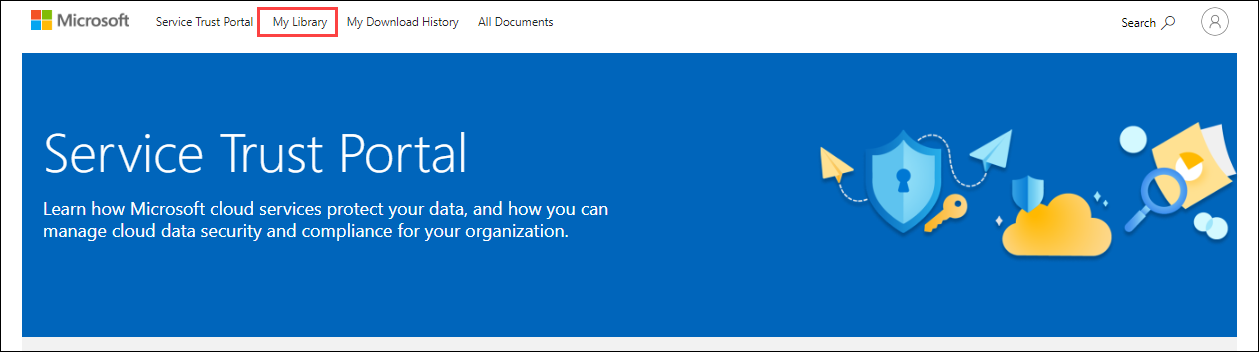 Microsoft Service Trust Portal My Library My Download History All Documents Search
Service Trust Portal
Learn how Microsoft cloud services protect your data, and how you can
manage cloud data security and compliance for your organization.